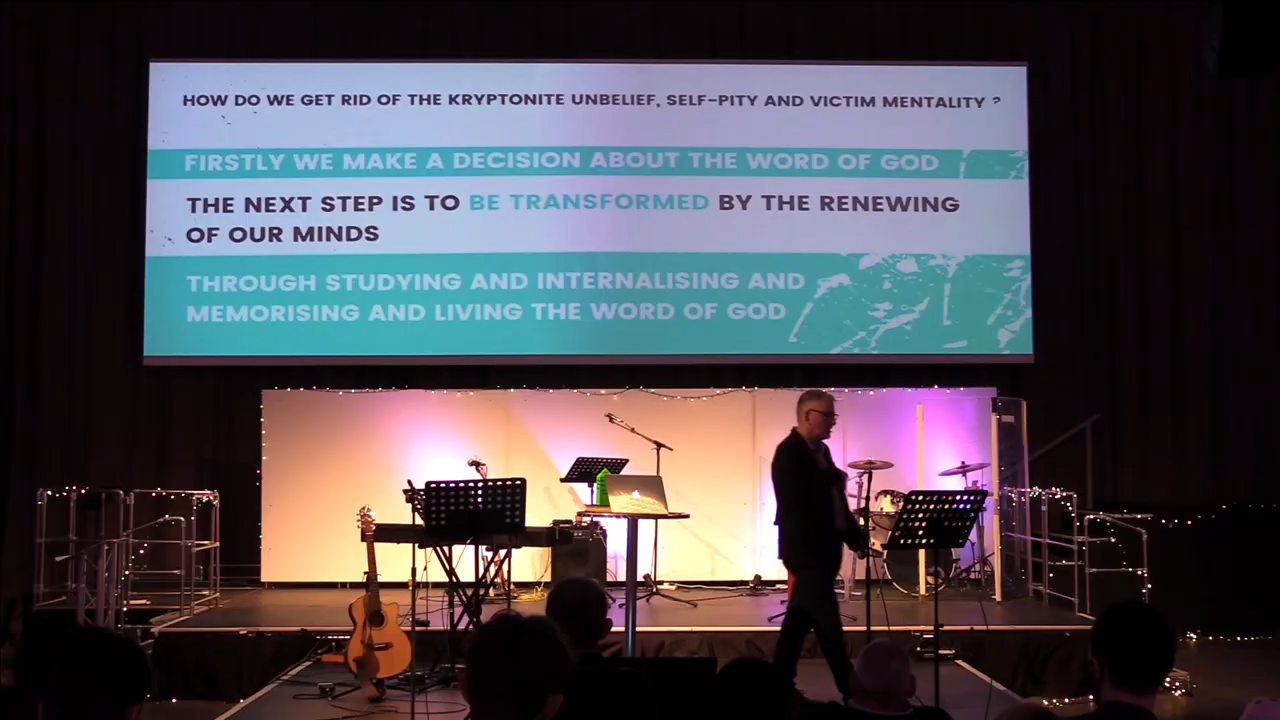 HOW DO WE GET RID OF THE KRYPTONITE UNBELIEF, SELF-PITY AND VICTIM MENTALITY ?
FIRSTLY WE MAKE A DECISION ABOUT THE WORD OF GOD
THE NEXT STEP IS TO BE TRANSFORMED BY THE RENEWING
OF OUR MINDS
THROUGH STUDYING AND INTERNALISING AND
MEMORISING AND LIVING THE WORD OF GOD